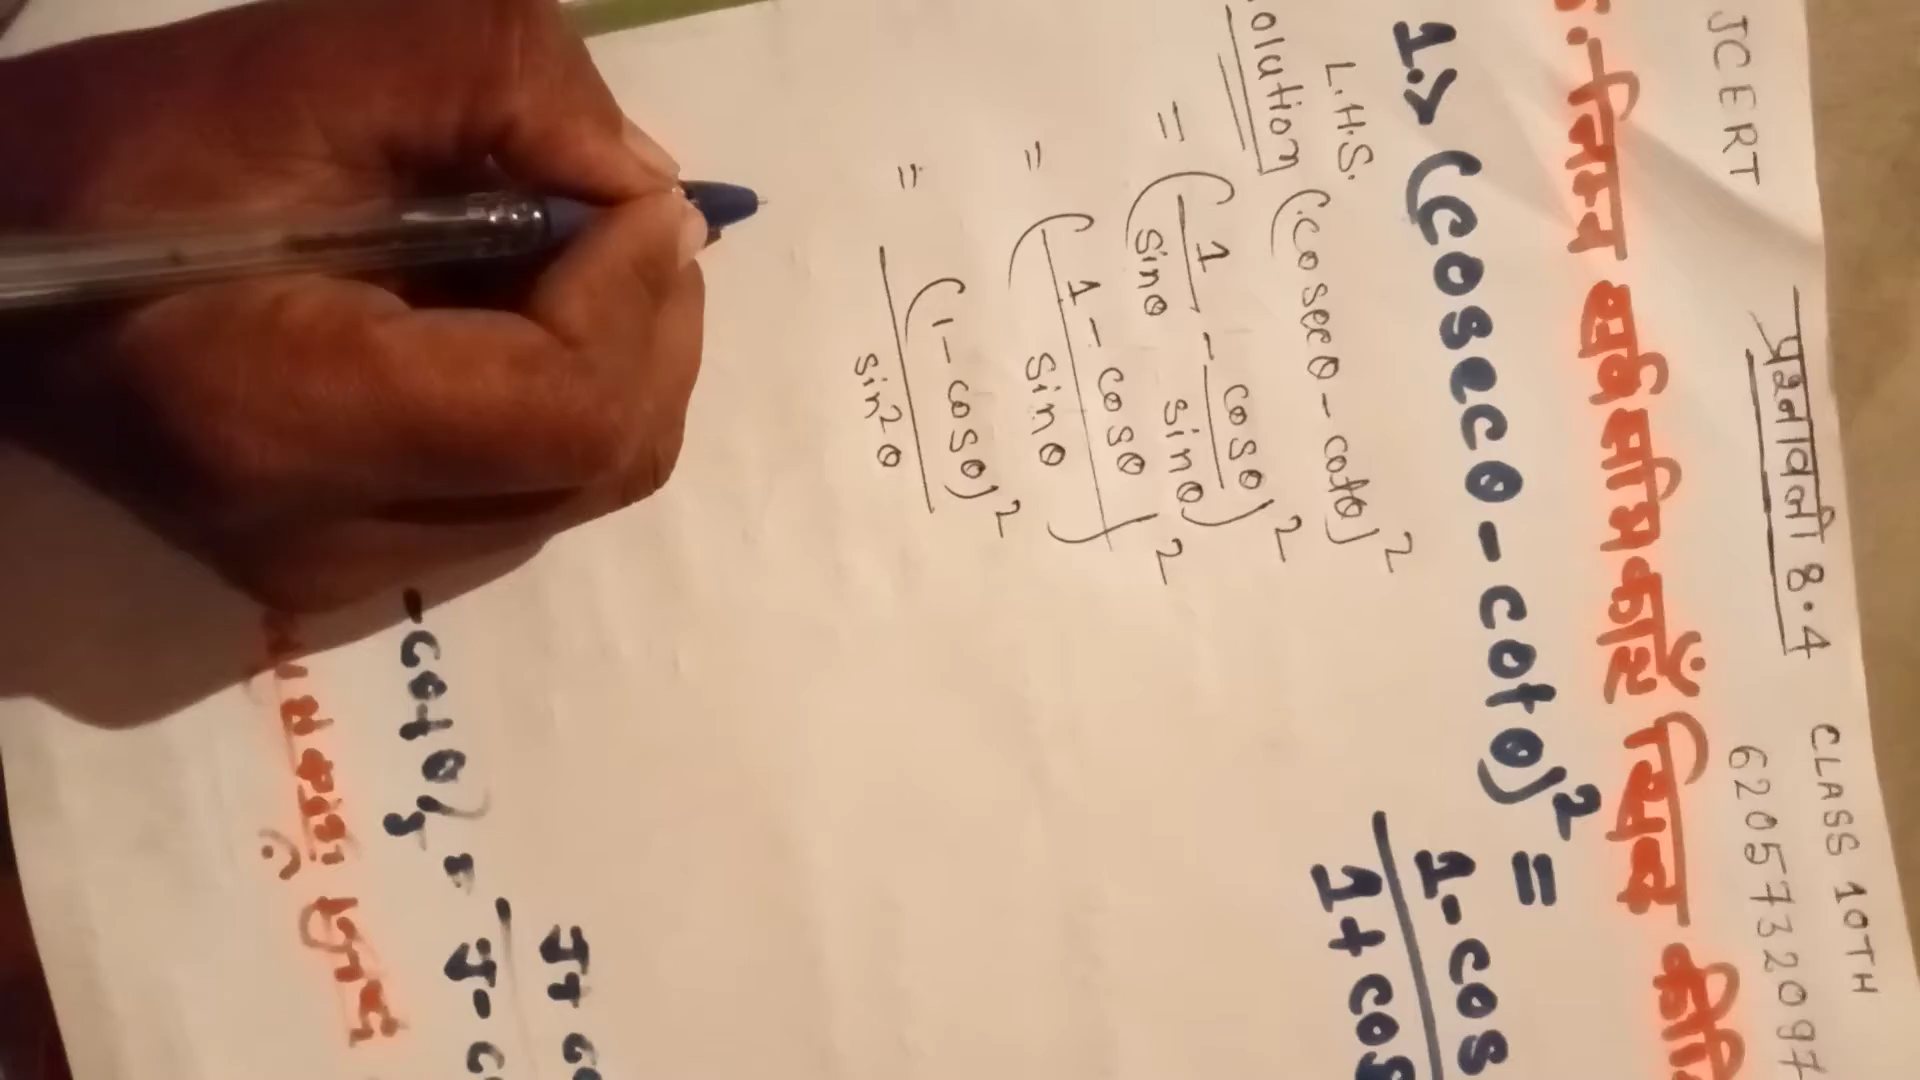 JCERT प्रश्नावली 8.4 CLASS 10TH
6205732097
5.- निम्न सर्वसमिकाएँ सिद्ध कीजि
1.> (cosecθ - cotθ)² = 1-cos / 1+cos
Solution
L.H.S. (cosecθ - cotθ)²
= (1/sinθ - cosθ/sinθ)²
= (1-cosθ / sinθ)²
= (1-cosθ)² / sin²θ